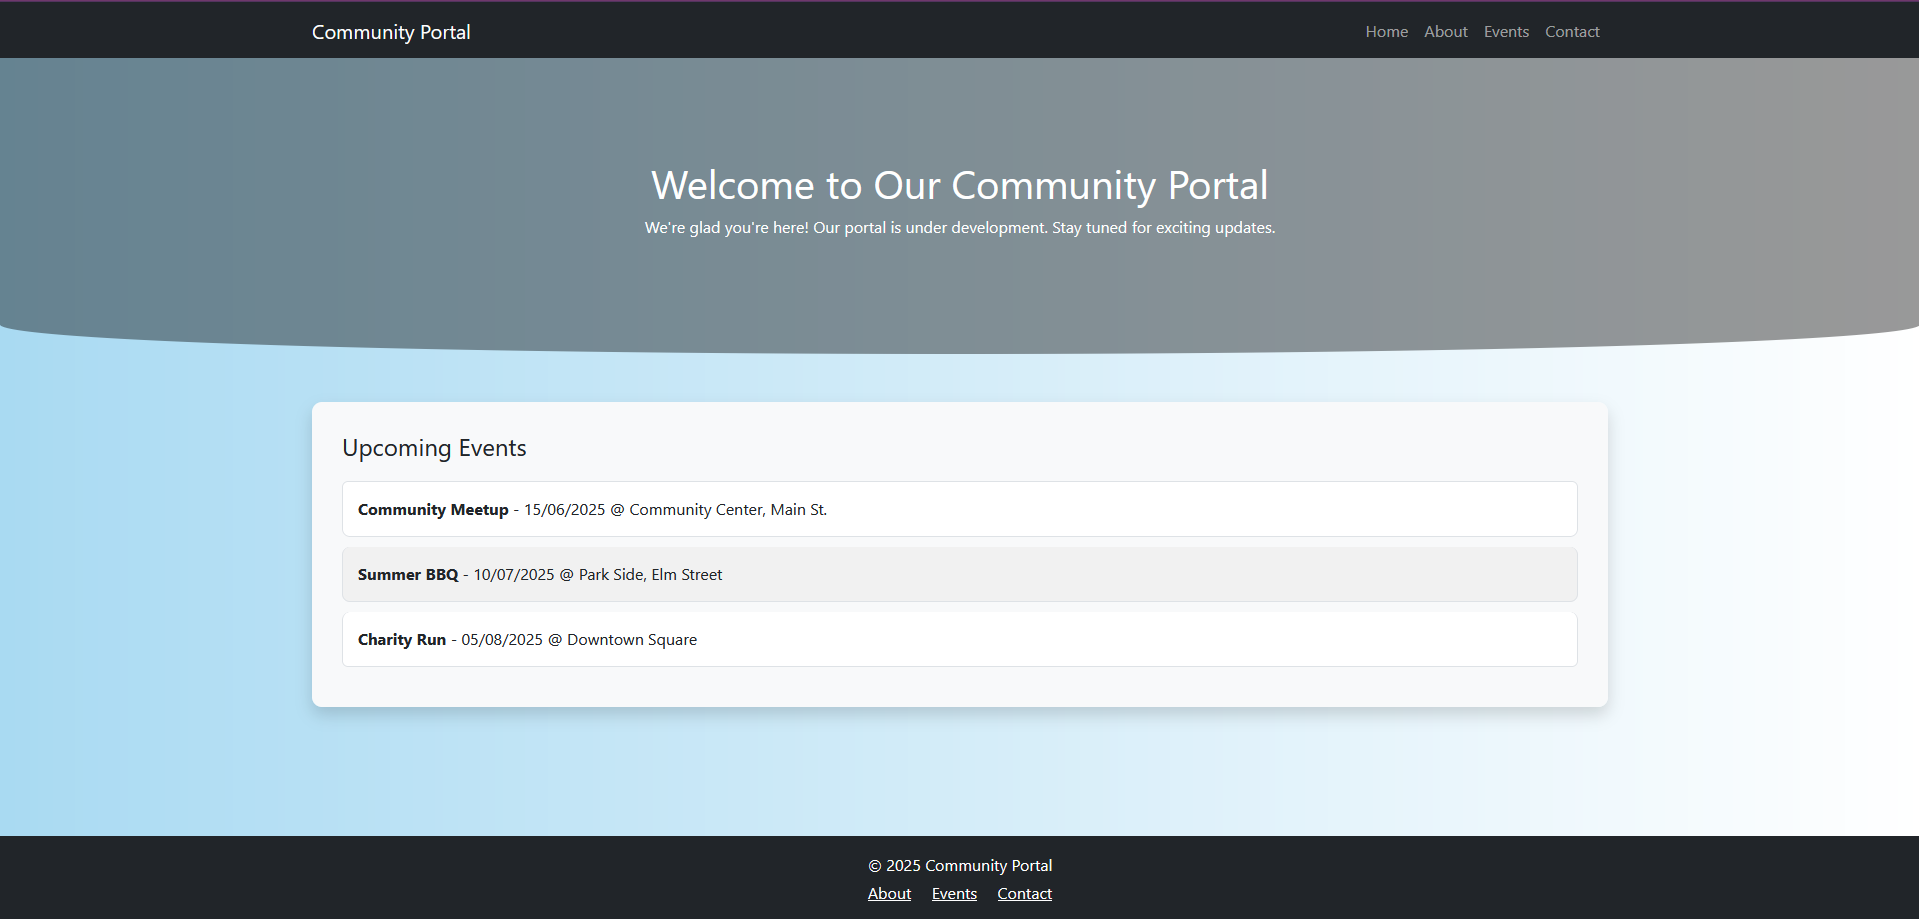 Community Portal
Home About Events Contact
Welcome to Our Community Portal
We're glad you're here! Our portal is under development. Stay tuned for exciting updates.
Upcoming Events
Community Meetup - 15/06/2025 @ Community Center, Main St.
Summer BBQ - 10/07/2025 @ Park Side, Elm Street
Charity Run - 05/08/2025 @ Downtown Square
© 2025 Community Portal
About Events Contact